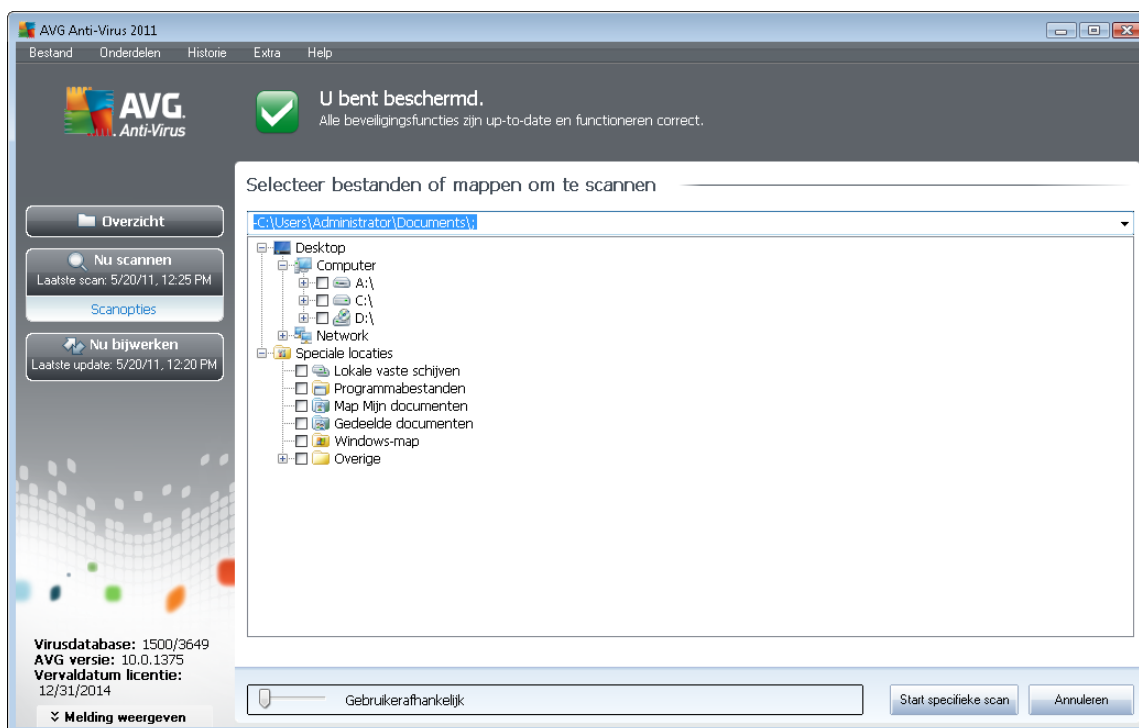 AVG Anti-Virus 2011
Bestand Onderdelen Historie Extra Help
AVG.
Anti-Virus
U bent beschermd.
Alle beveiligingsfuncties zijn up-to-date en functioneren correct.
Selecteer bestanden of mappen om te scannen
Overzicht
Nu scannen
Laatste scan: 5/20/11, 12:25 PM
Scanopties
Nu bijwerken
Laatste update: 5/20/11, 12:20 PM
-C:\Users\Administrator\Documents\;
Desktop
Computer
A:\
C:\
D:\
Network
Speciale locaties
Lokale vaste schijven
Programmabestanden
Map Mijn documenten
Gedeelde documenten
Windows-map
Overige
Virusdatabase: 1500/3649
AVG versie: 10.0.1375
Vervaldatum licentie:
12/31/2014
Melding weergeven
Gebruikerafhankelijk
Start specifieke scan
Annuleren